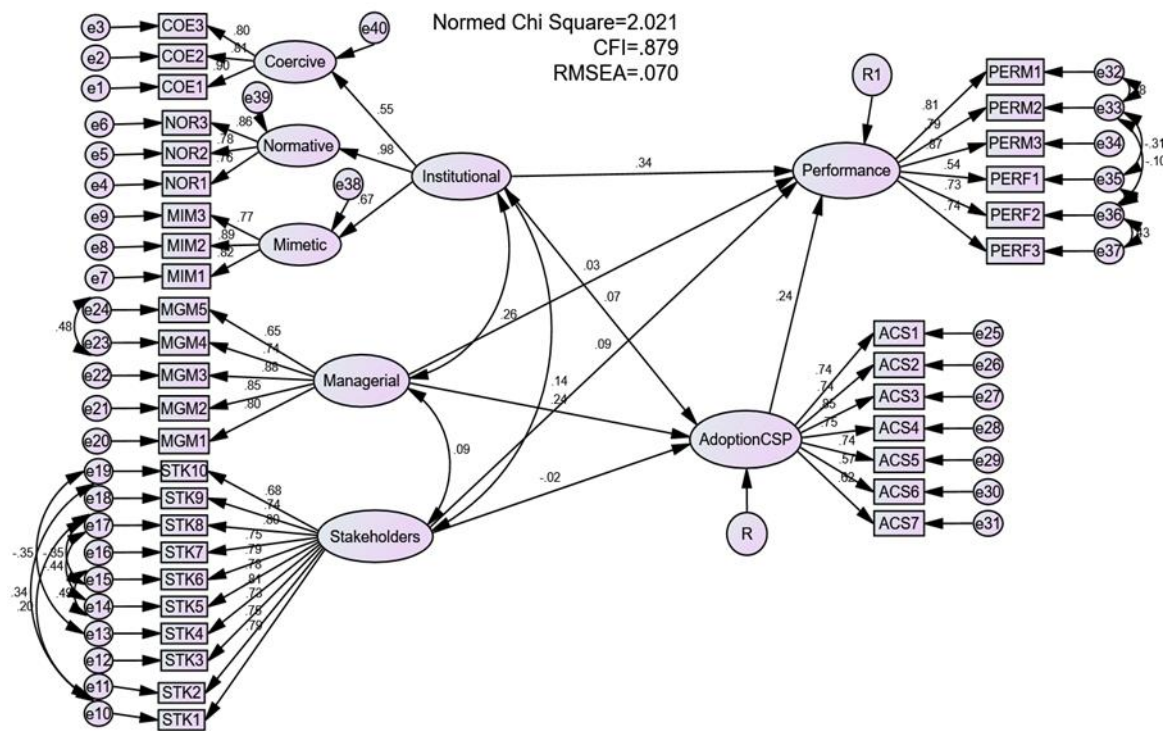 Normed Chi Square=2.021
CFI=.879
RMSEA=.070
e3 COE3 .80
e2 COE2 .81
e1 COE1 .90
Coercive
e40
e39
e6 NOR3 .86
e5 NOR2 .78
e4 NOR1 .76
Normative
e38
e9 MIM3 .77
e8 MIM2 .89
e7 MIM1 .82
Mimetic
.55
.98
.67
Institutional
e24 MGM5 .65
e23 MGM4 .74
.48
e22 MGM3 .88
e21 MGM2 .85
e20 MGM1 .80
Managerial
e19 STK10 .68
e18 STK9 .74
e17 STK8 .80
e16 STK7 .75
e15 STK6 .79
e14 STK5 .78
e13 STK4 .81
e12 STK3 .73
e11 STK2
e10 STK1 .79
-.35
-.44
.34
.20
Stakeholders
.34
.03
.07
.26
.09
.14
.24
.09
-.02
.24
R1
Performance
PERM1 e32 .81
PERM2 e33 .79
PERM3 e34 .87
PERF1 e35 .54
PERF2 e36 .73
PERF3 e37 .74
-.31
-.10
AdoptionCSP
R
ACS1 e25 .74
ACS2 e26 .74
ACS3 e27
ACS4 e28 .75
ACS5 e29 .74
ACS6 e30 .57
ACS7 e31